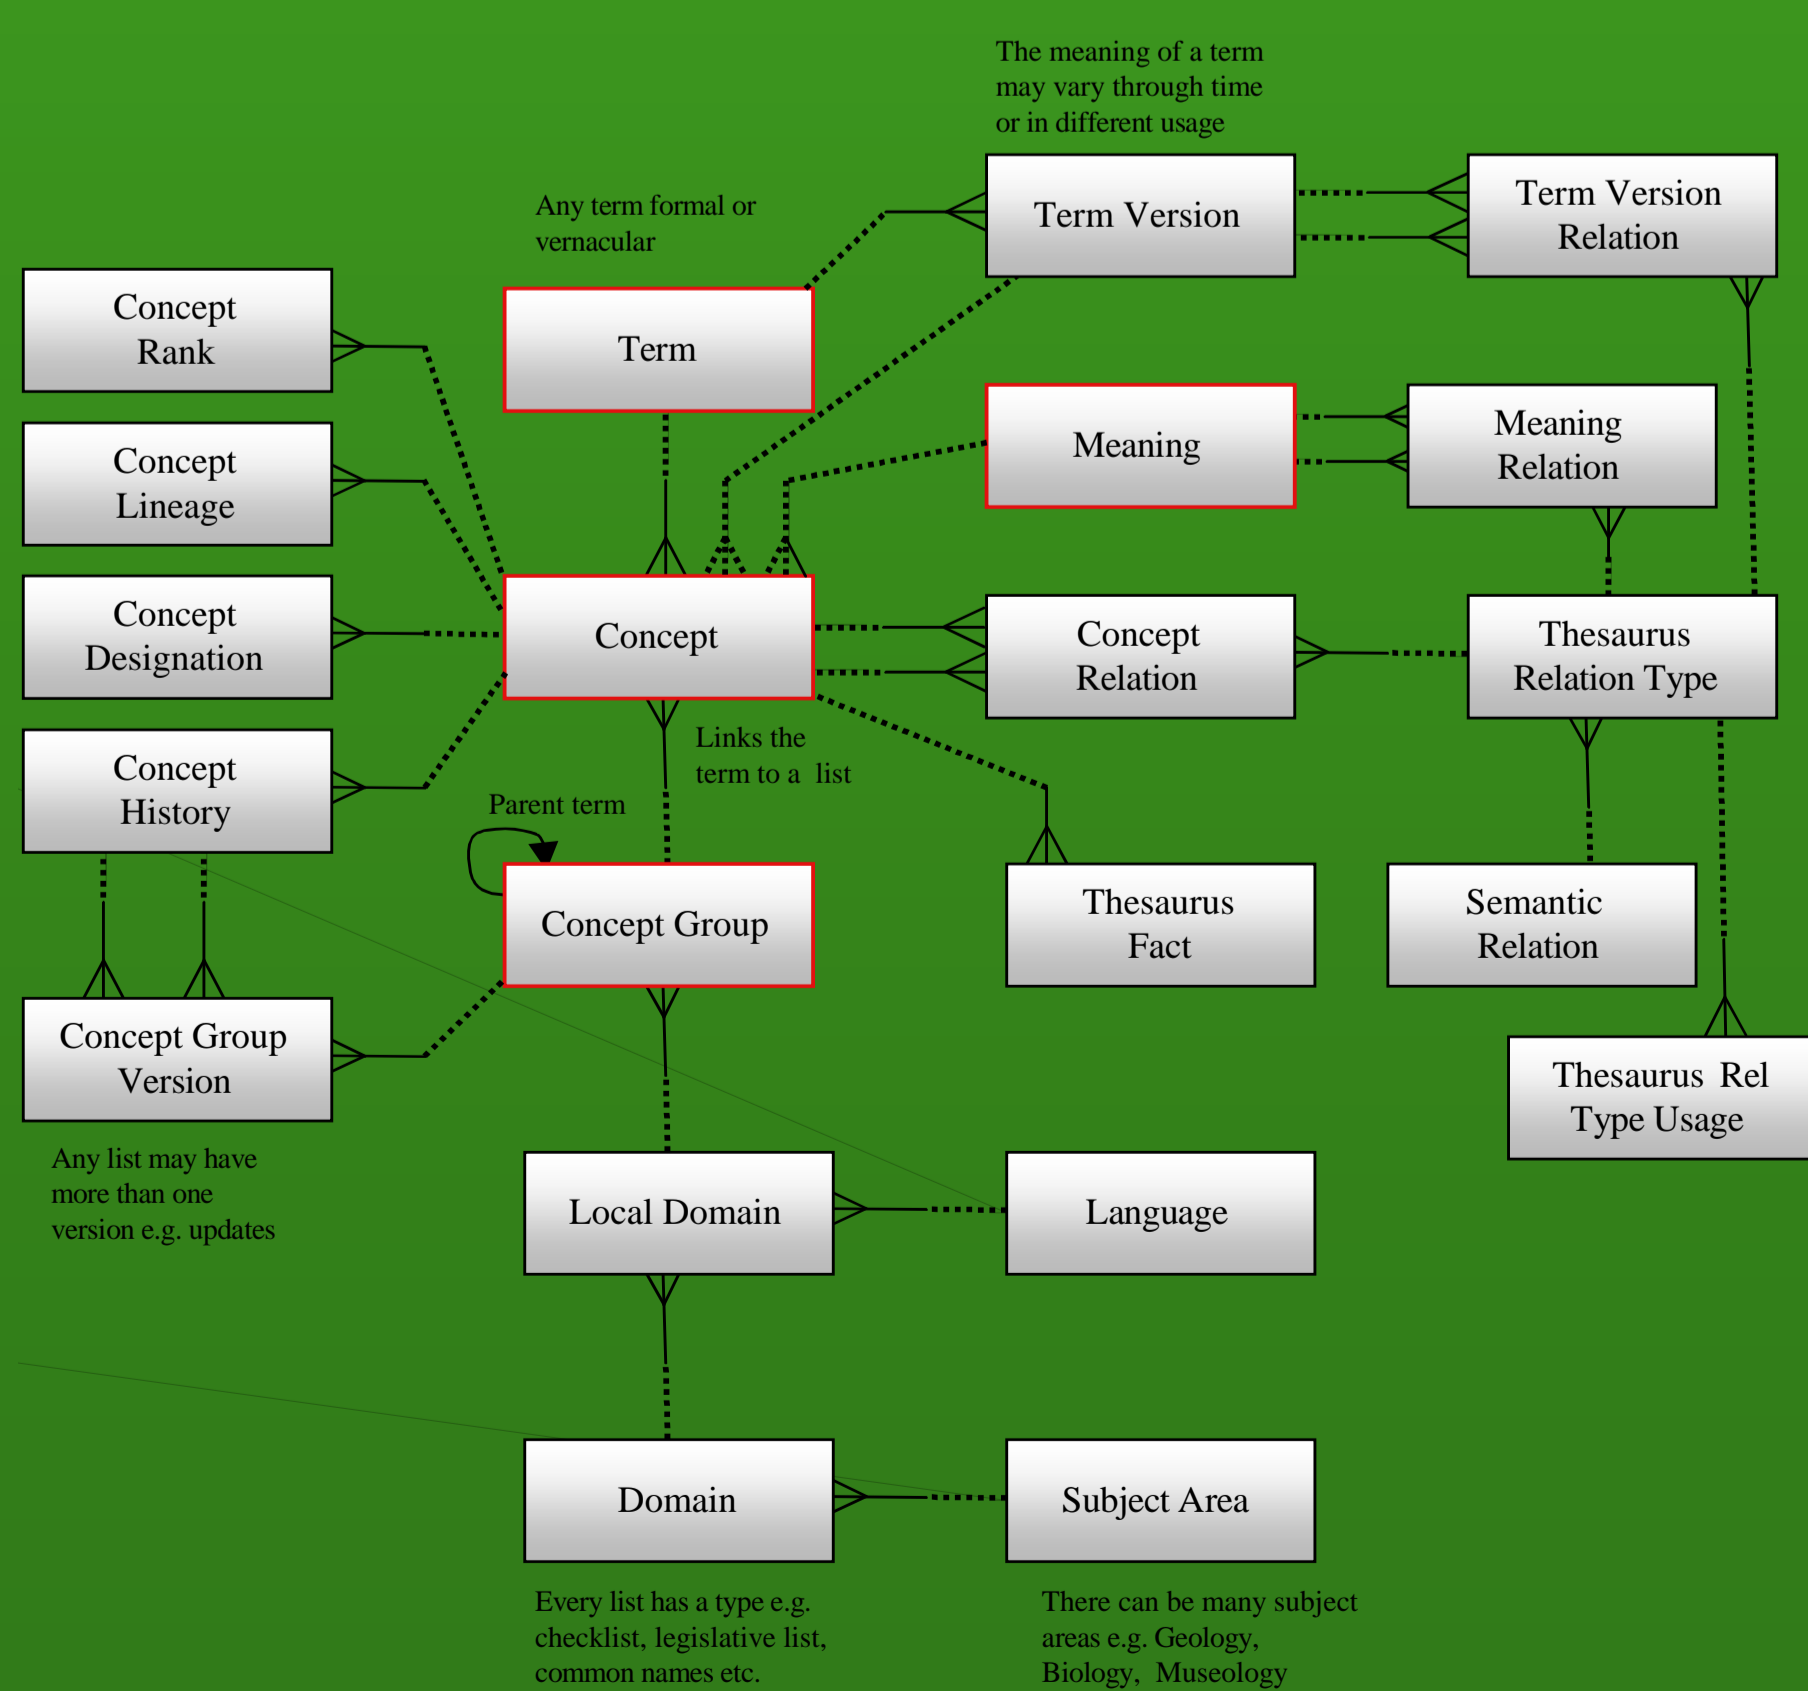 The meaning of a term
may vary through time
or in different usage
Term Version
Term Version
Relation
Any term formal or
vernacular
Concept
Rank
Term
Meaning
Meaning
Relation
Concept
Lineage
Concept
Designation
Concept
Concept
Relation
Thesaurus
Relation Type
Links the
term to a  list
Concept
History
Parent term
Concept Group
Thesaurus
Fact
Semantic
Relation
Concept Group
Version
Thesaurus  Rel
Type Usage
Any list may have
more than one
version e.g. updates
Local Domain
Language
Domain
Subject Area
Every list has a type e.g.
checklist, legislative list,
common names etc.
There can be many subject
areas e.g. Geology,
Biology,  Museology